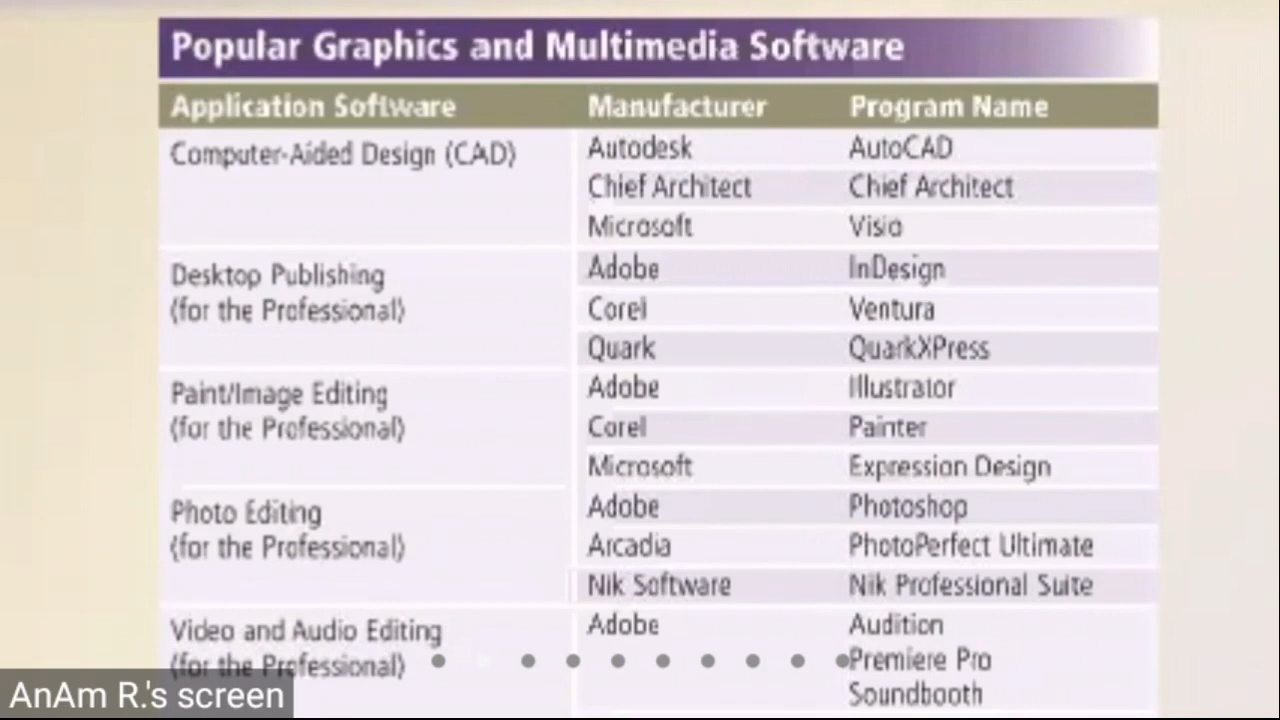 Popular Graphics and Multimedia Software
Application Software Manufacturer Program Name
Computer-Aided Design (CAD) Autodesk AutoCAD
Chief Architect Chief Architect
Microsoft Visio
Desktop Publishing Adobe InDesign
(for the Professional) Corel Ventura
Quark QuarkXPress
Paint/Image Editing Adobe Illustrator
(for the Professional) Corel Painter
Microsoft Expression Design
Photo Editing Adobe Photoshop
(for the Professional) Arcadia PhotoPerfect Ultimate
Nik Software Nik Professional Suite
Video and Audio Editing Adobe Audition
(for the Professional) Premiere Pro
Soundbooth
AnAm R.'s screen